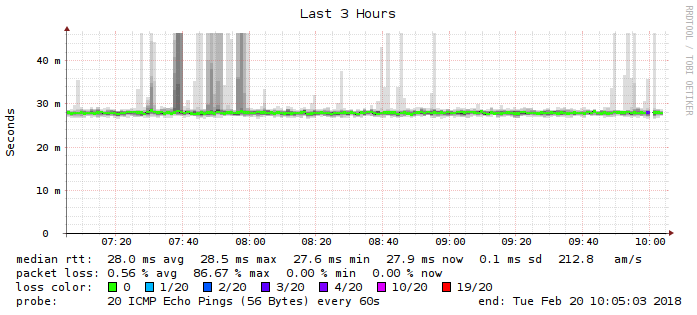 Last 3 Hours
RRDTOOL / TOBI OETIKER
Seconds
40 m
30 m
20 m
10 m
0
07:20 07:40 08:00 08:20 08:40 09:00 09:20 09:40 10:00
median rtt: 28.0 ms avg 28.5 ms max 27.6 ms min 27.9 ms now 0.1 ms sd 212.8 am/s
packet loss: 0.56 % avg 86.67 % max 0.00 % min 0.00 % now
loss color: 0 1/20 2/20 3/20 4/20 10/20 19/20
probe: 20 ICMP Echo Pings (56 Bytes) every 60s end: Tue Feb 20 10:05:03 2018